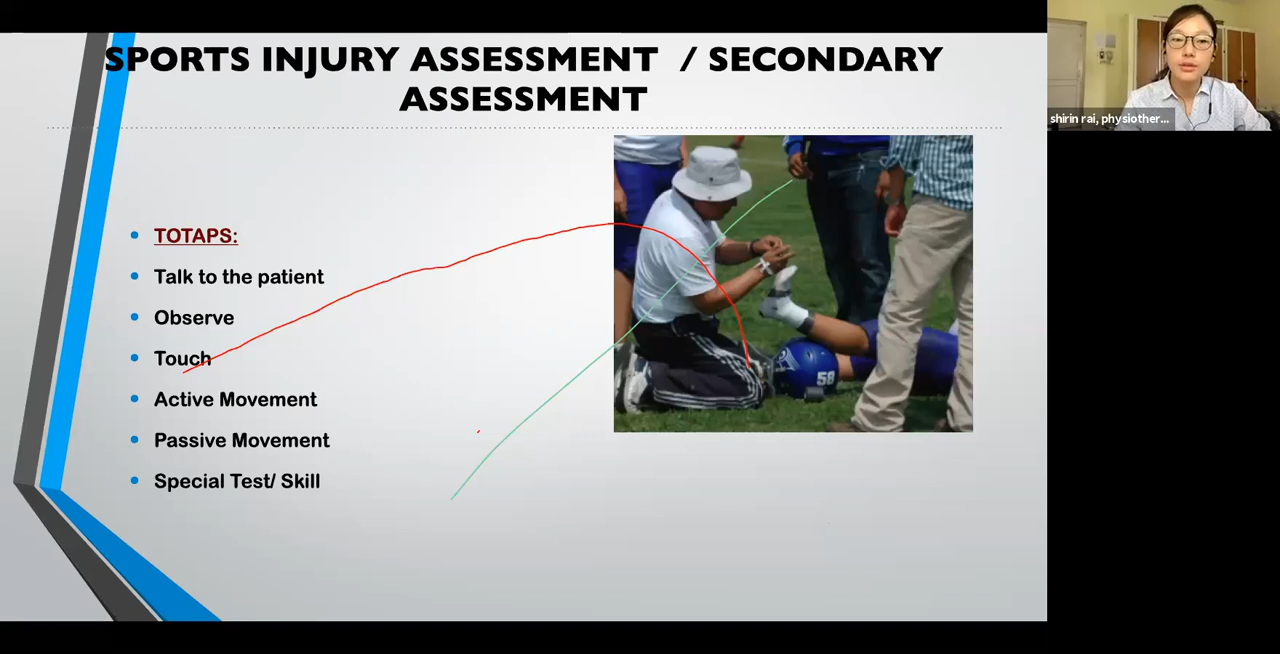 SPORTS INJURY ASSESSMENT / SECONDARY
ASSESSMENT
shirin rai, physiother...
TOTAPS:
Talk to the patient
Observe
Touch
Active Movement
Passive Movement
Special Test/ Skill
58